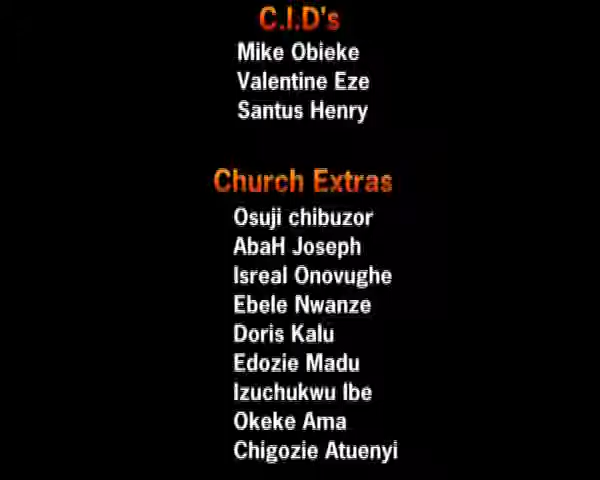 C.I.D's
Mike Obieke
Valentine Eze
Santus Henry
Church Extras
Osuji chibuzor
AbaH Joseph
Isreal Onovughe
Ebele Nwanze
Doris Kalu
Edozie Madu
Izuchukwu Ibe
Okeke Ama
Chigozie Atuenyi